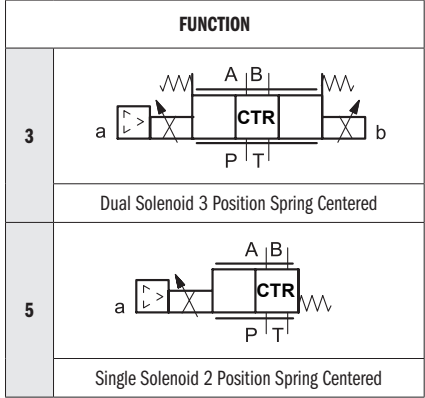 FUNCTION
3
A B
CTR
a
b
P T
Dual Solenoid 3 Position Spring Centered
5
A B
CTR
a
P T
Single Solenoid 2 Position Spring Centered